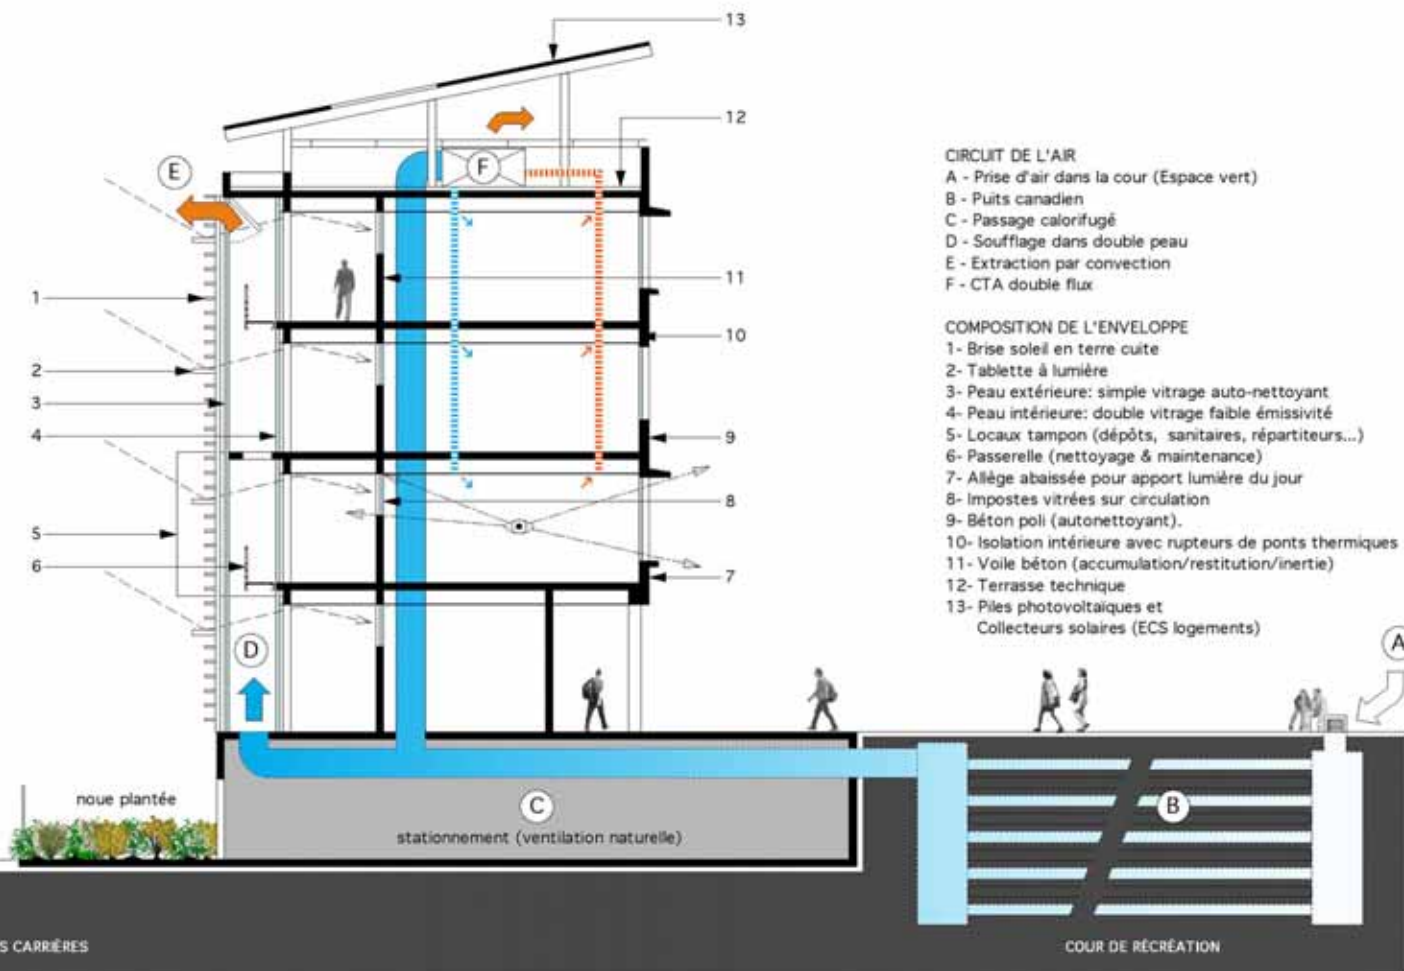 13
12
E
F
11
1
10
2
3
4
9
8
5
6
7
D
A
CIRCUIT DE L'AIR
A - Prise d'air dans la cour (Espace vert)
B - Puits canadien
C - Passage calorifugé
D - Soufflage dans double peau
E - Extraction par convection
F - CTA double flux
COMPOSITION DE L'ENVELOPPE
1- Brise soleil en terre cuite
2- Tablette à lumière
3- Peau extérieure: simple vitrage auto-nettoyant
4- Peau intérieure: double vitrage faible émissivité
5- Locaux tampon (dépôts, sanitaires, répartiteurs...)
6- Passerelle (nettoyage & maintenance)
7- Allège abaissée pour apport lumière du jour
8- Impostes vitrées sur circulation
9- Béton poli (autonettoyant).
10- Isolation intérieure avec rupteurs de ponts thermiques
11- Voile béton (accumulation/restitution/inertie)
12- Terrasse technique
13- Piles photovoltaïques et
Collecteurs solaires (ECS logements)
noue plantée
C
stationnement (ventilation naturelle)
B
S CARRIÈRES
COUR DE RÉCRÉATION